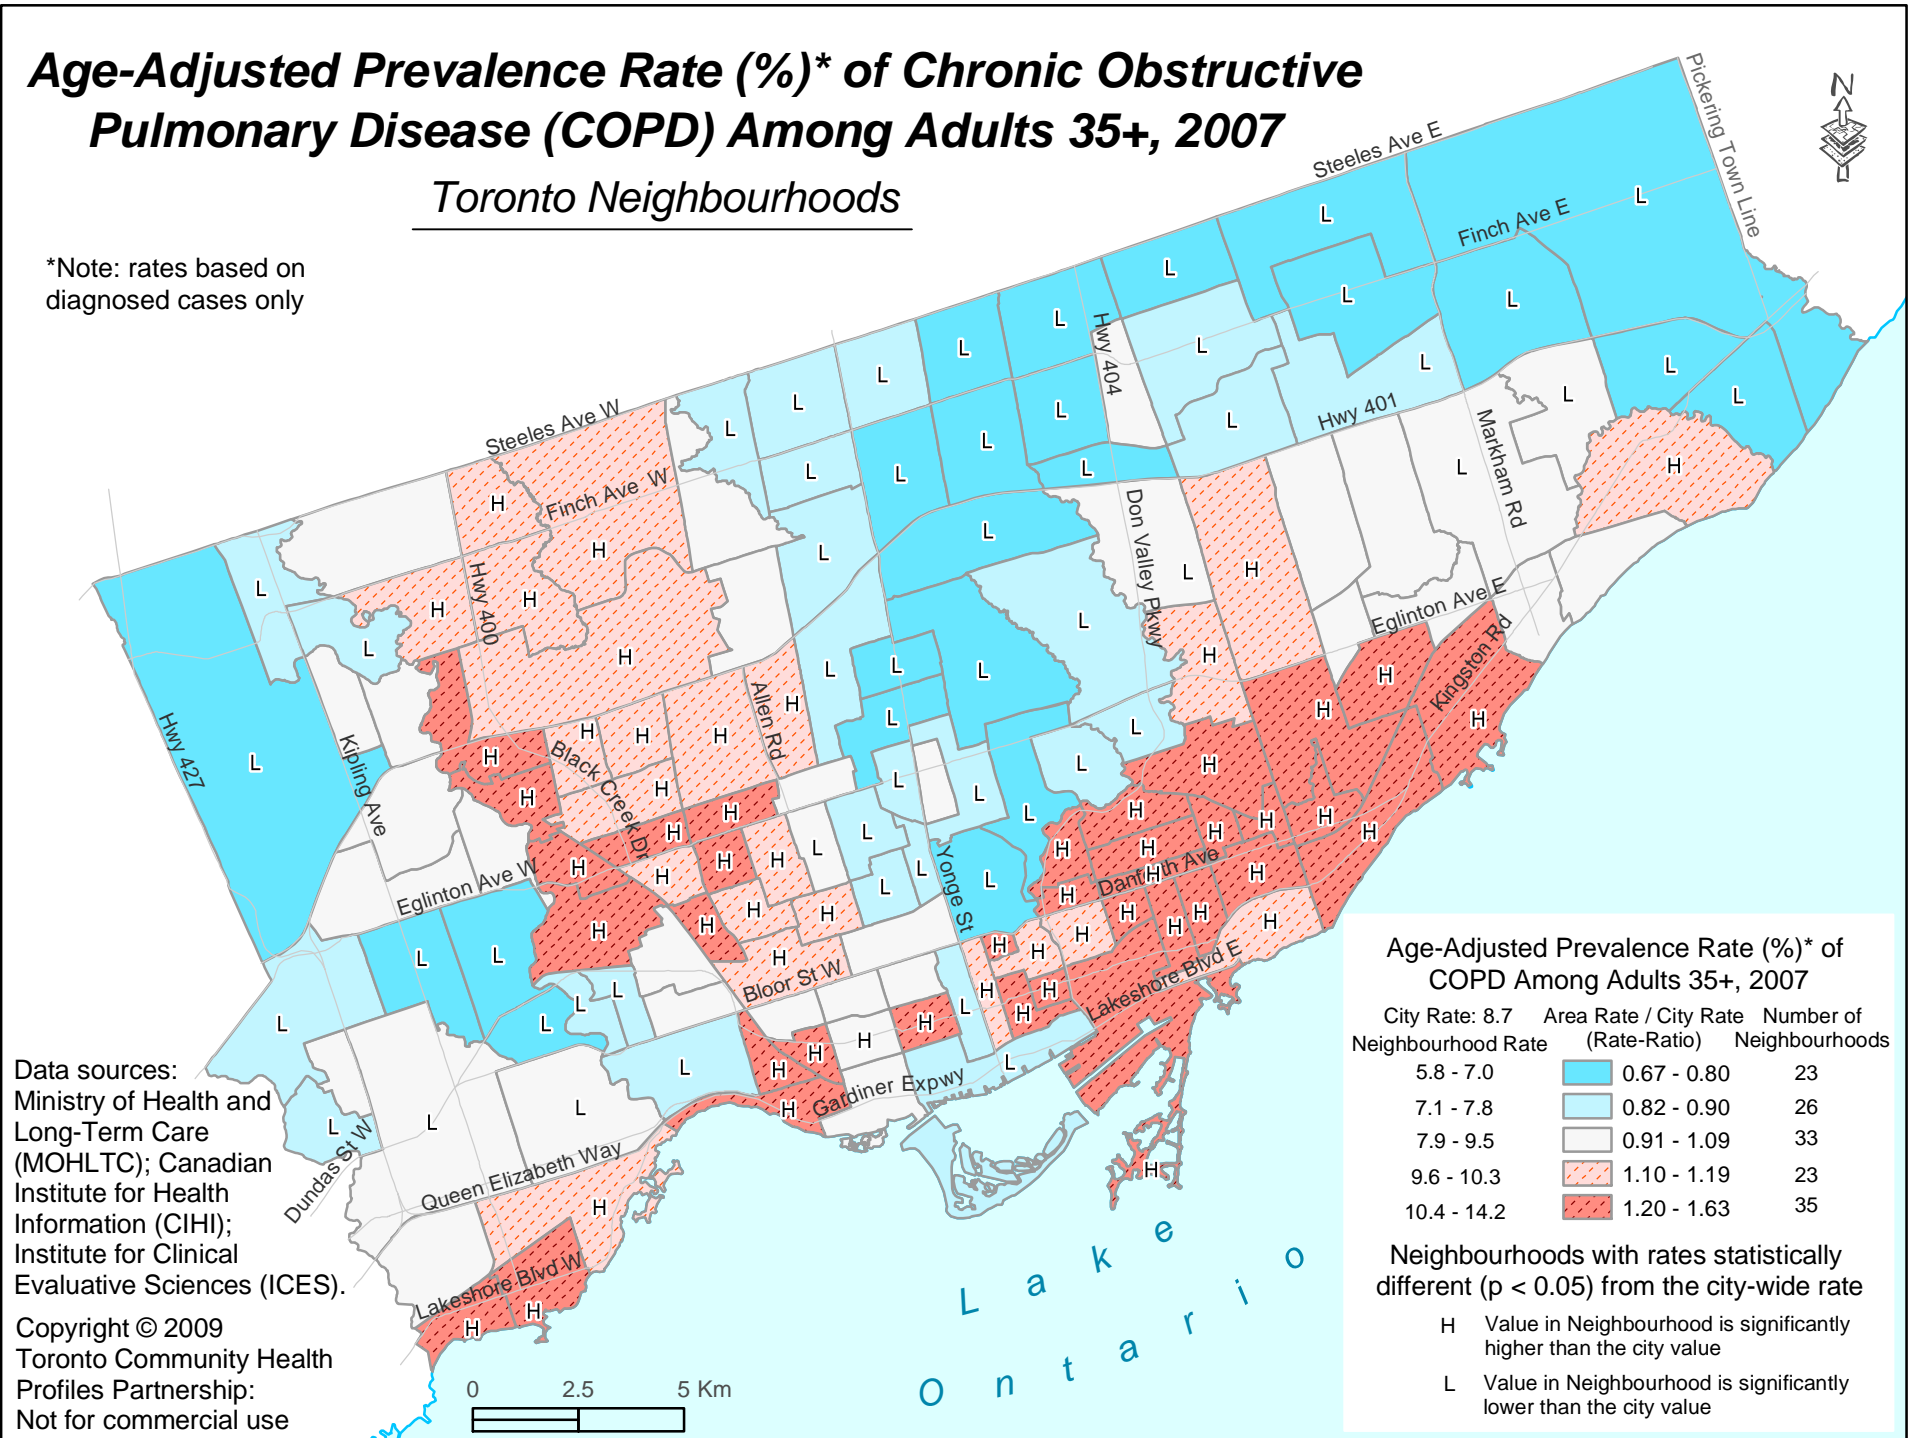 Age-Adjusted Prevalence Rate (%)* of Chronic Obstructive
Pulmonary Disease (COPD) Among Adults 35+, 2007
Toronto Neighbourhoods
*Note: rates based on
diagnosed cases only
N
Pickering Town Line
Steeles Ave E
Finch Ave E
Hwy 404
Hwy 401
Markham Rd
Steeles Ave W
Finch Ave W
Hwy 400
Don Valley Pkwy
Eglinton Ave E
Kingston Rd
Hwy 427
Kipling Ave
Black Creek Dr
Allen Rd
Eglinton Ave W
Yonge St
Danforth Ave
Bloor St W
Lakeshore Blvd E
Gardiner Expwy
Dundas St W
Queen Elizabeth Way
Lakeshore Blvd W
Lake
Ontario
Data sources:
Ministry of Health and
Long-Term Care
(MOHLTC); Canadian
Institute for Health
Information (CIHI);
Institute for Clinical
Evaluative Sciences (ICES).
Copyright © 2009
Toronto Community Health
Profiles Partnership:
Not for commercial use
0 2.5 5 Km
Age-Adjusted Prevalence Rate (%)* of
COPD Among Adults 35+, 2007
City Rate: 8.7 Area Rate / City Rate Number of
Neighbourhood Rate (Rate-Ratio) Neighbourhoods
5.8 - 7.0 0.67 - 0.80 23
7.1 - 7.8 0.82 - 0.90 26
7.9 - 9.5 0.91 - 1.09 33
9.6 - 10.3 1.10 - 1.19 23
10.4 - 14.2 1.20 - 1.63 35
Neighbourhoods with rates statistically
different (p < 0.05) from the city-wide rate
H Value in Neighbourhood is significantly
higher than the city value
L Value in Neighbourhood is significantly
lower than the city value